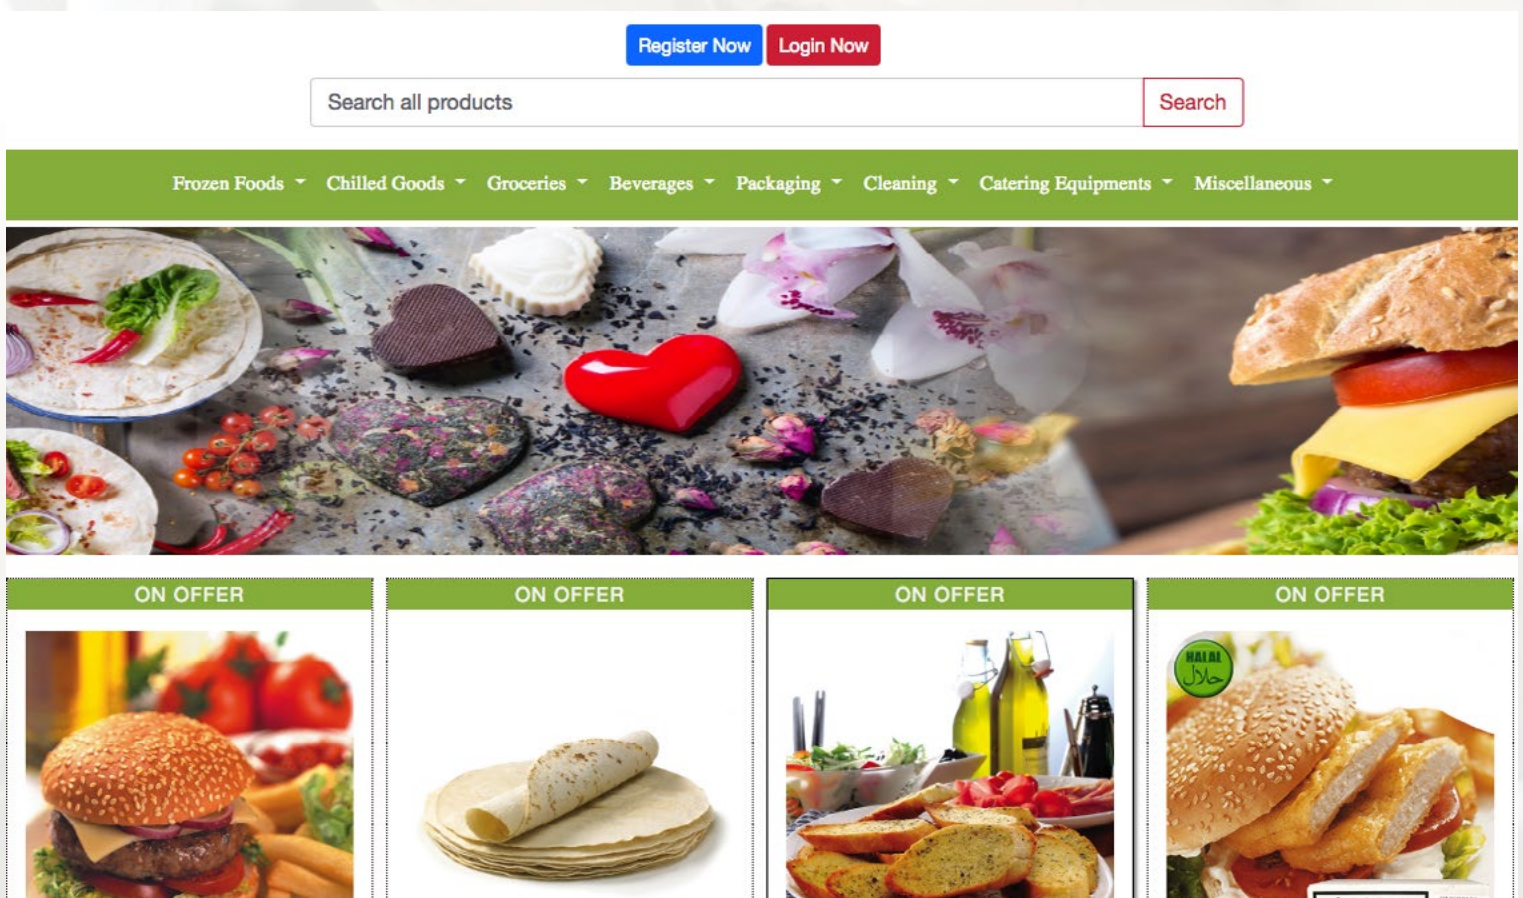 Register Now Login Now
Search all products Search
Frozen Foods Chilled Goods Groceries Beverages Packaging Cleaning Catering Equipments Miscellaneous
ON OFFER ON OFFER ON OFFER ON OFFER
HALAL
حلال